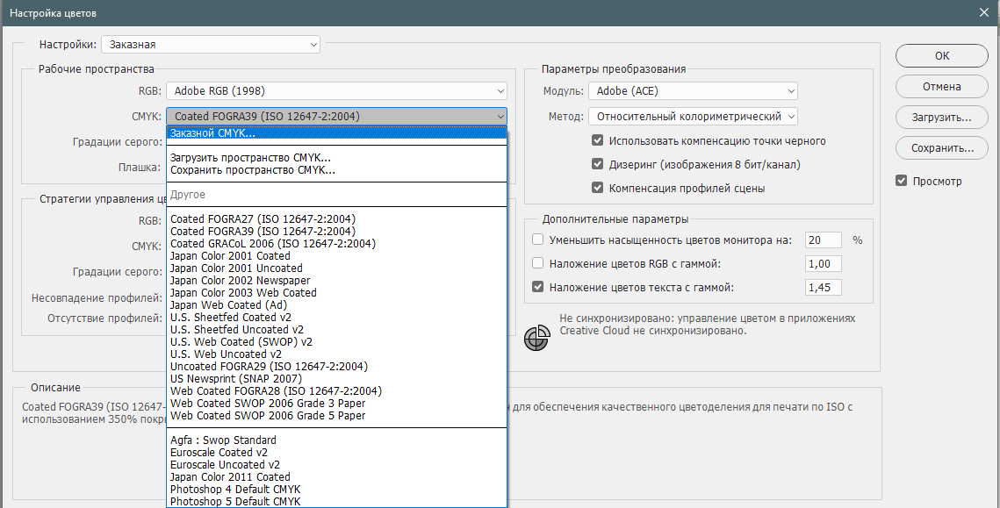 Настройка цветов
Настройки: Заказная
Рабочие пространства
RGB: Adobe RGB (1998)
CMYK: Coated FOGRA39 (ISO 12647-2:2004)
Градации серого:
Плашка:
Заказной CMYK...
Загрузить пространство CMYK...
Сохранить пространство CMYK...
Другое
Coated FOGRA27 (ISO 12647-2:2004)
Coated FOGRA39 (ISO 12647-2:2004)
Coated GRACoL 2006 (ISO 12647-2:2004)
Japan Color 2001 Coated
Japan Color 2001 Uncoated
Japan Color 2002 Newspaper
Japan Color 2003 Web Coated
Japan Web Coated (Ad)
U.S. Sheetfed Coated v2
U.S. Sheetfed Uncoated v2
U.S. Web Coated (SWOP) v2
U.S. Web Uncoated v2
Uncoated FOGRA29 (ISO 12647-2:2004)
US Newsprint (SNAP 2007)
Web Coated FOGRA28 (ISO 12647-2:2004)
Web Coated SWOP 2006 Grade 3 Paper
Web Coated SWOP 2006 Grade 5 Paper
Agfa : Swop Standard
Euroscale Coated v2
Euroscale Uncoated v2
Japan Color 2011 Coated
Photoshop 4 Default CMYK
Photoshop 5 Default CMYK
Стратегии управления цв
RGB:
CMYK:
Градации серого:
Несовпадение профилей:
Отсутствие профилей:
Параметры преобразования
Модуль: Adobe (ACE)
Метод: Относительный колориметрический
Использовать компенсацию точки черного
Дизеринг (изображения 8 бит/канал)
Компенсация профилей сцены
Дополнительные параметры
Уменьшить насыщенность цветов монитора на: 20 %
Наложение цветов RGB с гаммой: 1,00
Наложение цветов текста с гаммой: 1,45
Не синхронизировано: управление цветом в приложениях
Creative Cloud не синхронизировано.
ОК
Отмена
Загрузить...
Сохранить...
Просмотр
Описание
Coated FOGRA39 (ISO 12647- для обеспечения качественного цветоделения для печати по ISO с
использованием 350% покр